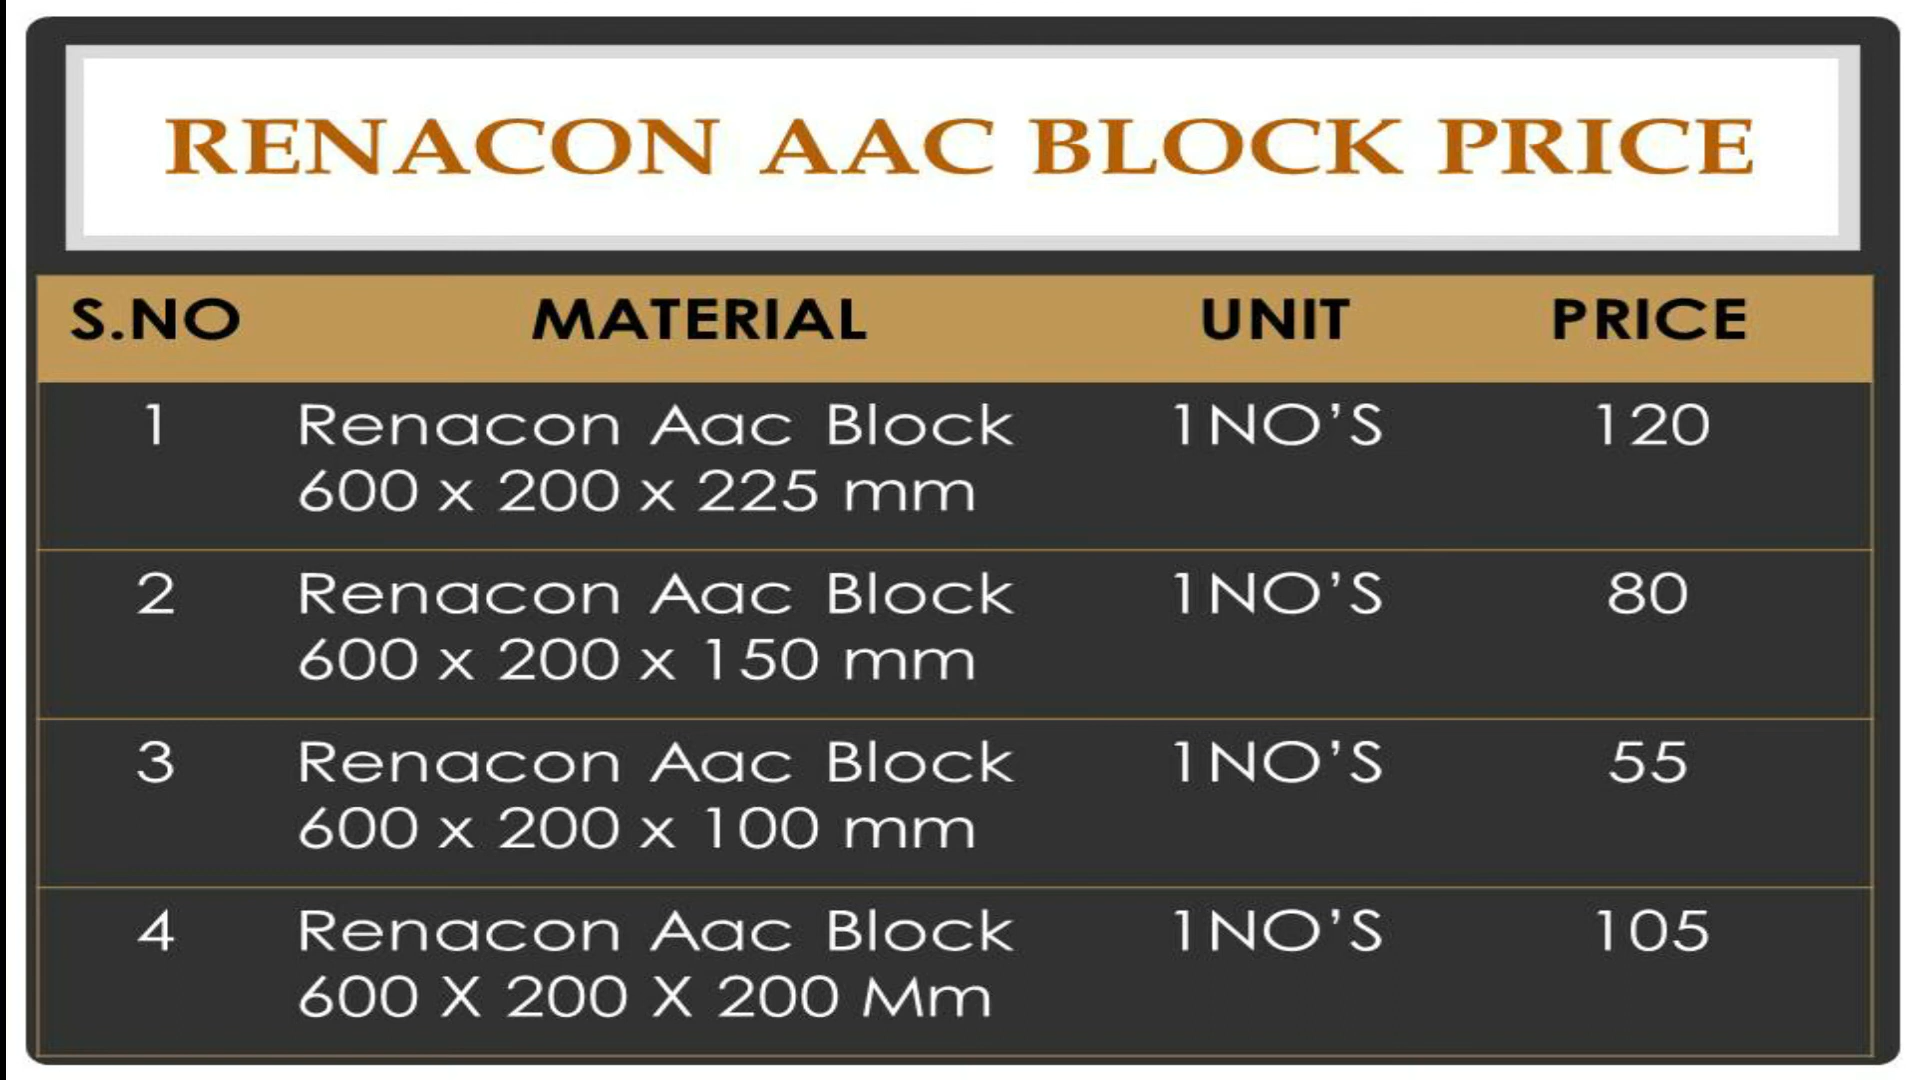 RENACON AAC BLOCK PRICE
S.NO MATERIAL UNIT PRICE
1 Renacon Aac Block 1NO'S 120
600 x 200 x 225 mm
2 Renacon Aac Block 1NO'S 80
600 x 200 x 150 mm
3 Renacon Aac Block 1NO'S 55
600 x 200 x 100 mm
4 Renacon Aac Block 1NO'S 105
600 X 200 X 200 Mm